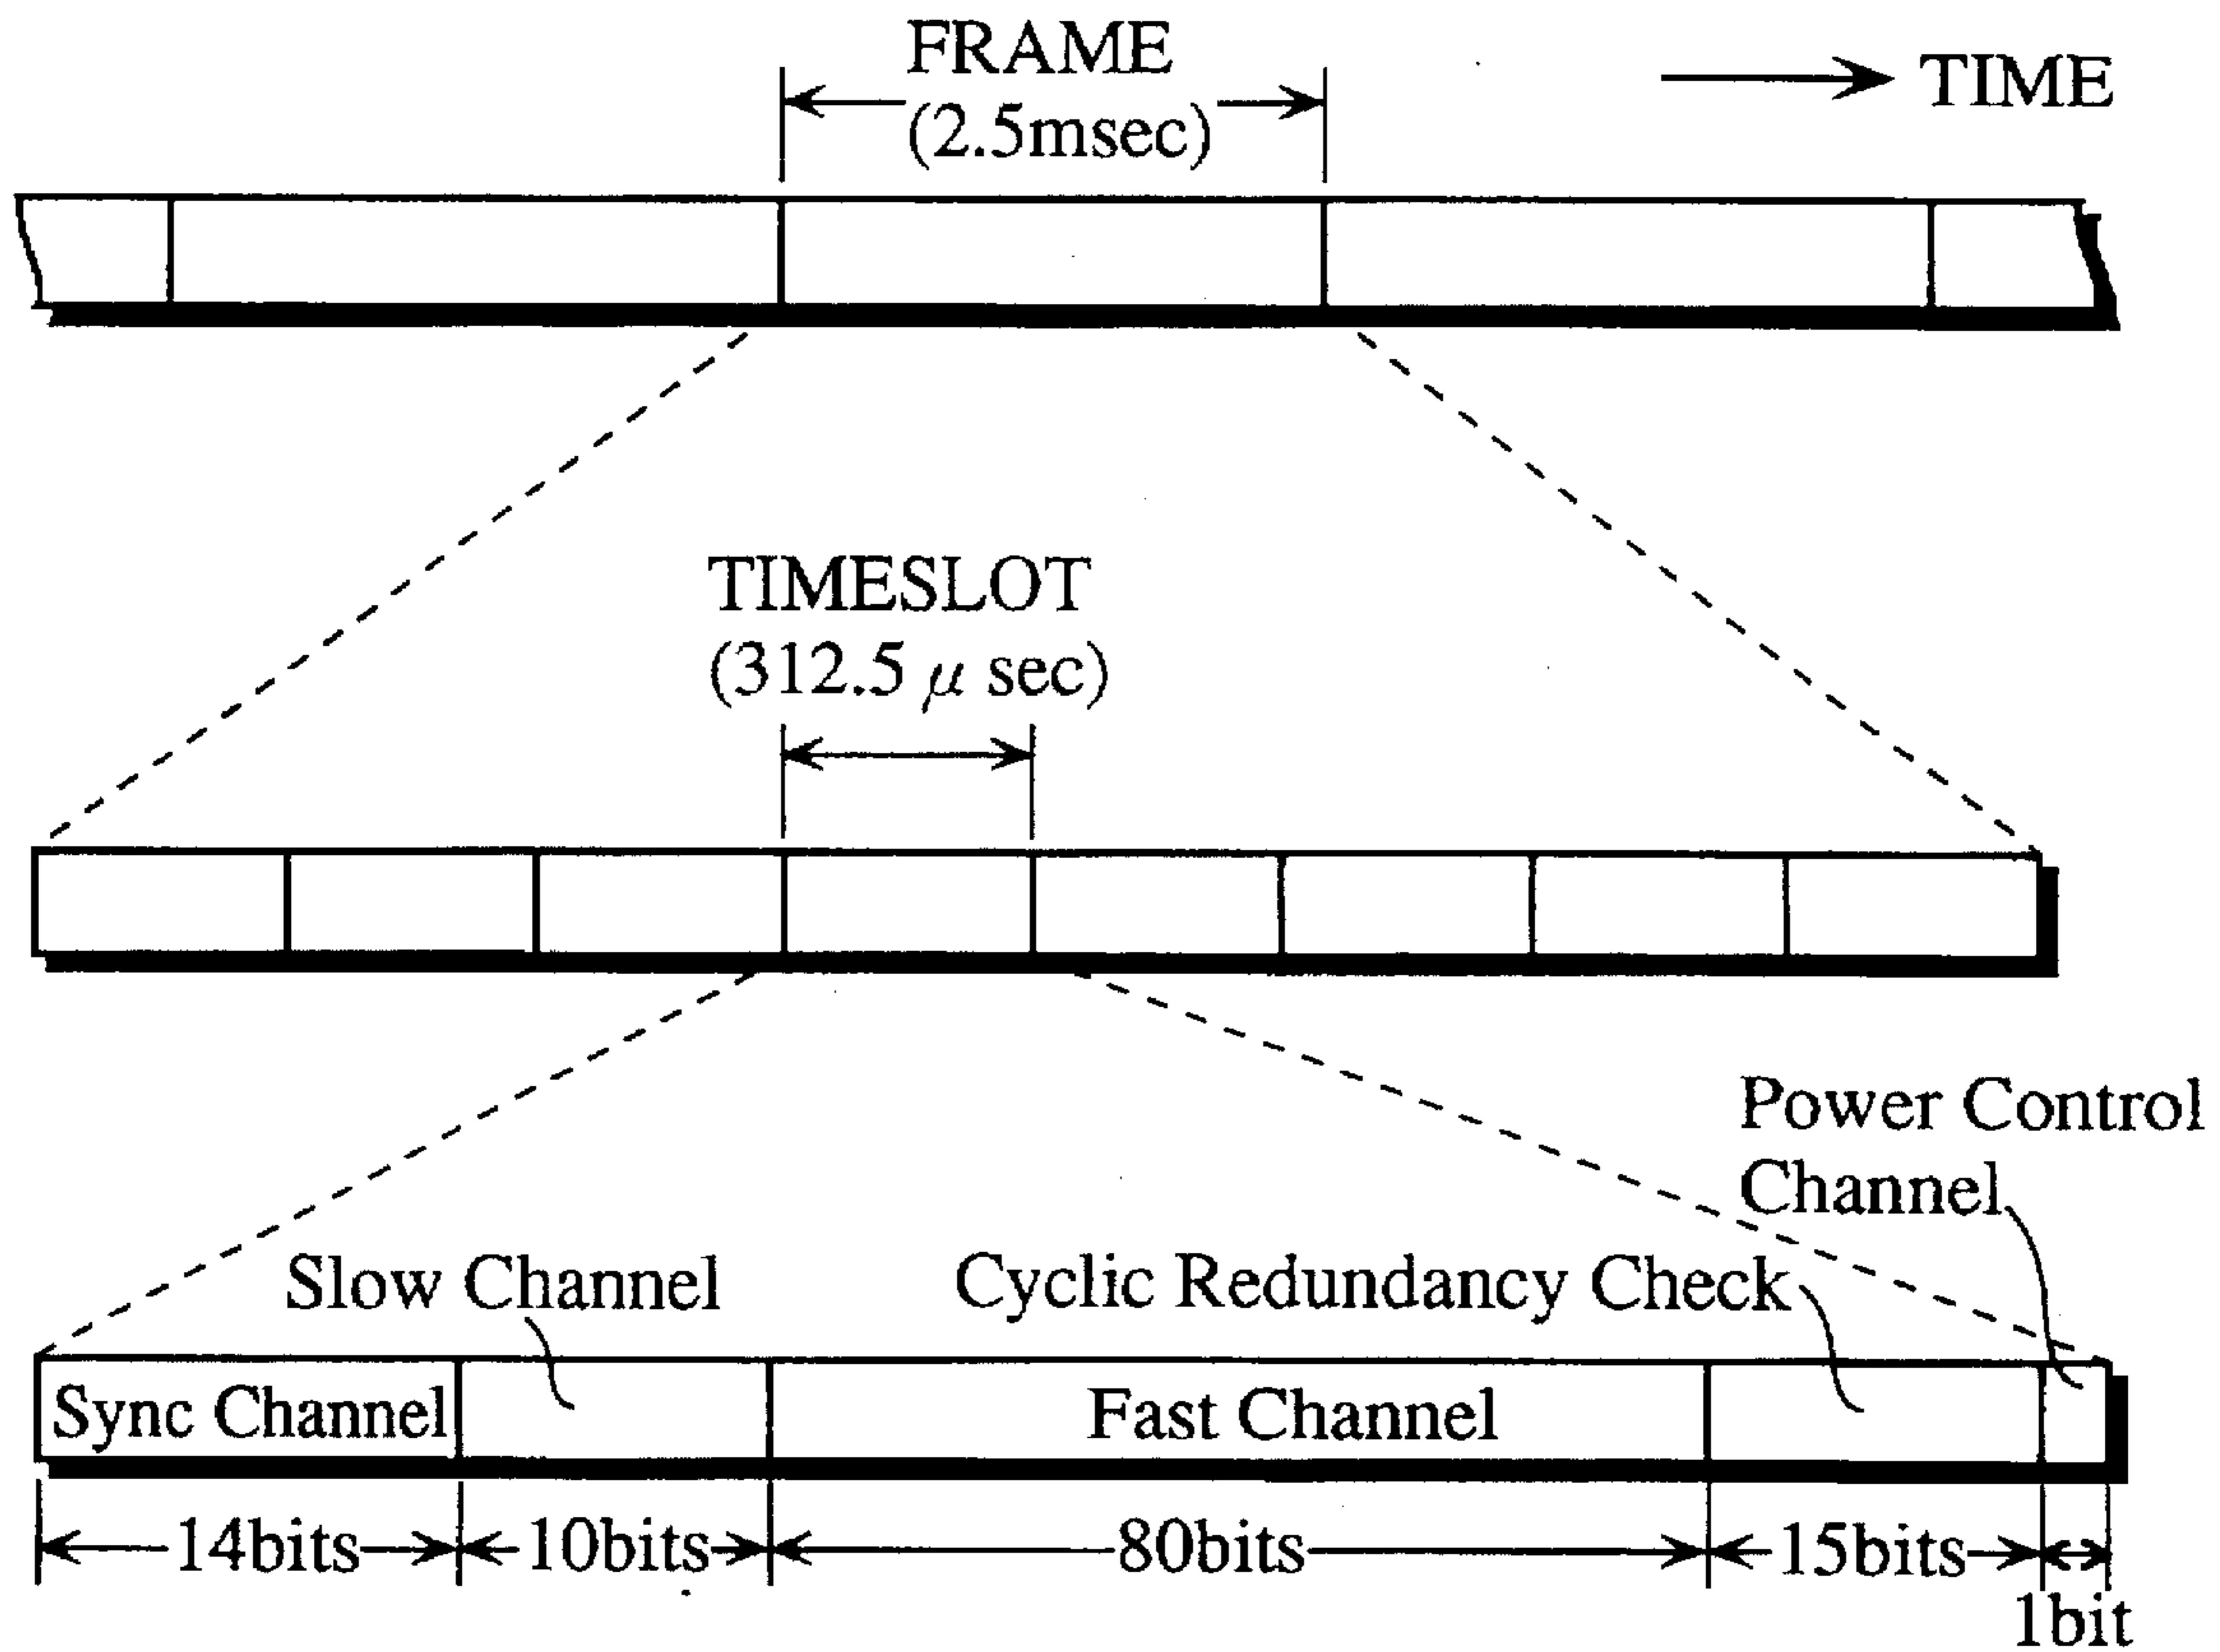 FRAME
(2.5msec)
TIME
TIMESLOT
(312.5 μ sec)
Power Control
Channel
Slow Channel
Cyclic Redundancy Check
Sync Channel
Fast Channel
14bits
10bits
80bits
15bits
1bit